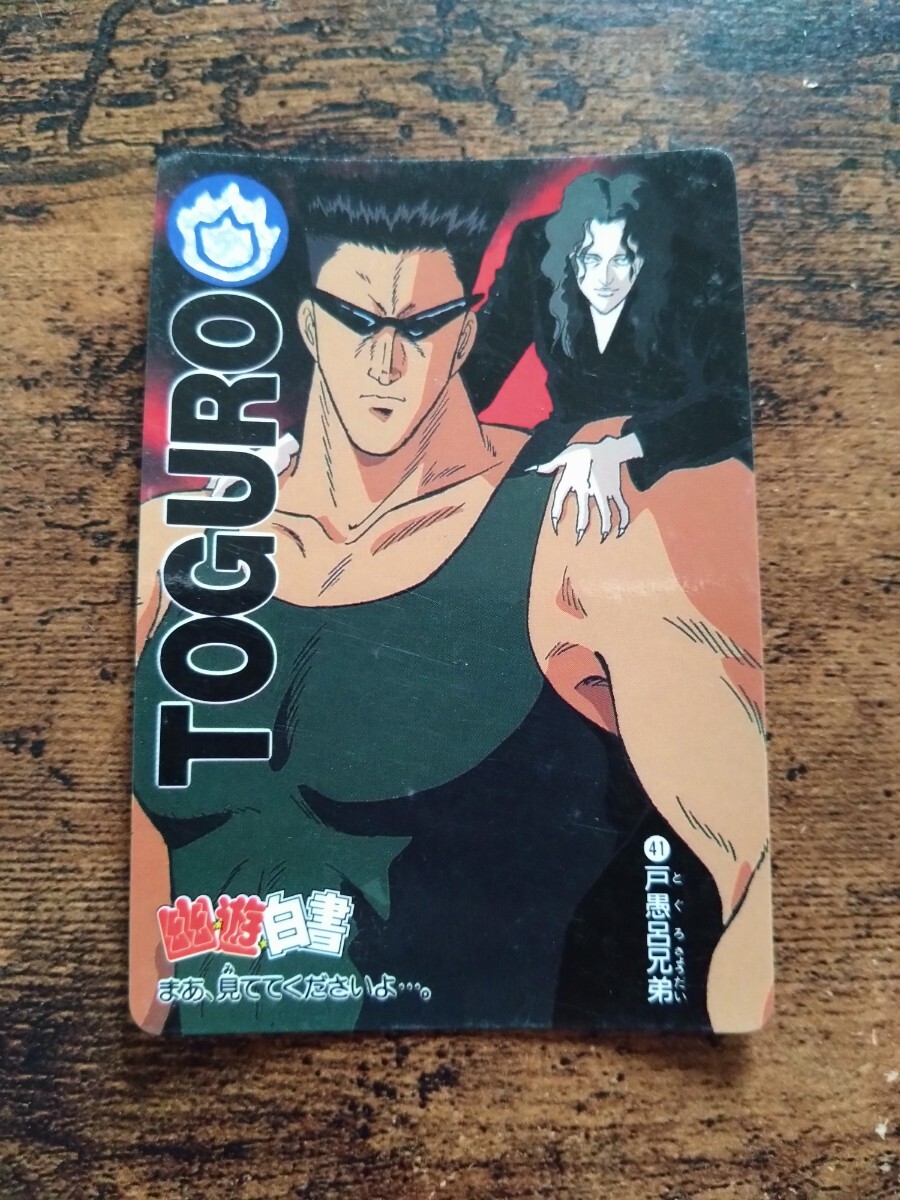 TOGURO
幽遊白書
まあ、見ててくださいよ…。
み
41 戸愚呂兄弟
とぐろきょうだい